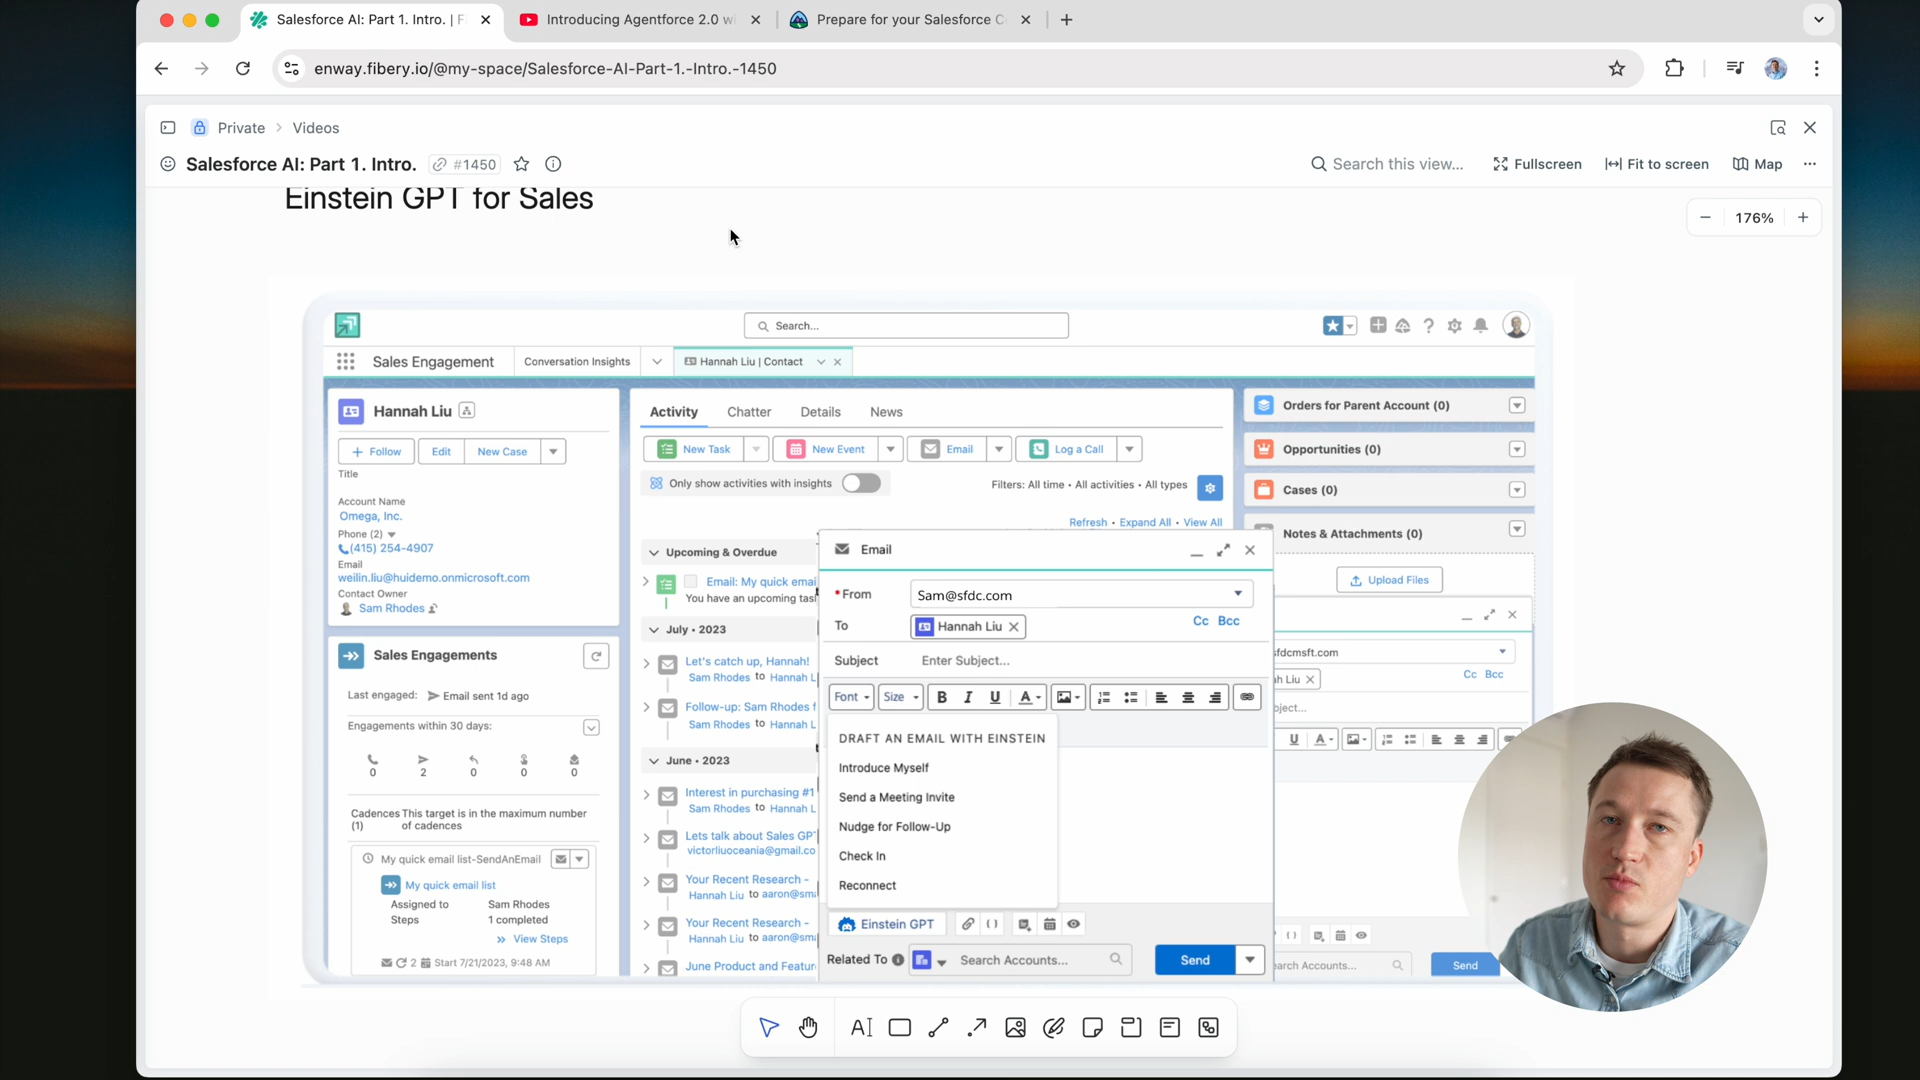 Salesforce AI: Part 1. Intro. | F
Introducing Agentforce 2.0 wi
Prepare for your Salesforce C
enway.fibery.io/@my-space/Salesforce-AI-Part-1.-Intro.-1450
Private > Videos
Salesforce AI: Part 1. Intro. #1450
Search this view... Fullscreen Fit to screen Map
Einstein GPT for Sales
176%
Search...
Sales Engagement Conversation Insights Hannah Liu | Contact
Hannah Liu
+ Follow Edit New Case
Title
Account Name
Omega, Inc.
Phone (2)
(415) 254-4907
Email
weilin.liu@huidemo.onmicrosoft.com
Contact Owner
Sam Rhodes
Sales Engagements
Last engaged: Email sent 1d ago
Engagements within 30 days:
0 2 0 0 0
Cadences This target is in the maximum number
(1) of cadences
My quick email list-SendAnEmail
My quick email list
Assigned to Sam Rhodes
Steps 1 completed
View Steps
2 Start 7/21/2023, 9:48 AM
Activity Chatter Details News
New Task New Event Email Log a Call
Only show activities with insights
Filters: All time • All activities • All types
Refresh • Expand All • View All
Upcoming & Overdue
Email: My quick emai
You have an upcoming tas
July • 2023
Let's catch up, Hannah!
Sam Rhodes to Hannah L
Follow-up: Sam Rhodes f
Sam Rhodes to Hannah L
June • 2023
Interest in purchasing #1
Sam Rhodes to Hannah L
Lets talk about Sales GP
victorliuoceania@gmail.co
Your Recent Research -
Hannah Liu to aaron@sma
Your Recent Research -
Hannah Liu to aaron@sm
June Product and Featur
Email
* From Sam@sfdc.com
To Hannah Liu Cc Bcc
Subject Enter Subject...
Font Size B I U A
DRAFT AN EMAIL WITH EINSTEIN
Introduce Myself
Send a Meeting Invite
Nudge for Follow-Up
Check In
Reconnect
Einstein GPT
Related To Search Accounts... Send
Orders for Parent Account (0)
Opportunities (0)
Cases (0)
Notes & Attachments (0)
Upload Files
sfdcmsft.com
h Liu Cc Bcc
bject...
U A
earch Accounts... Send